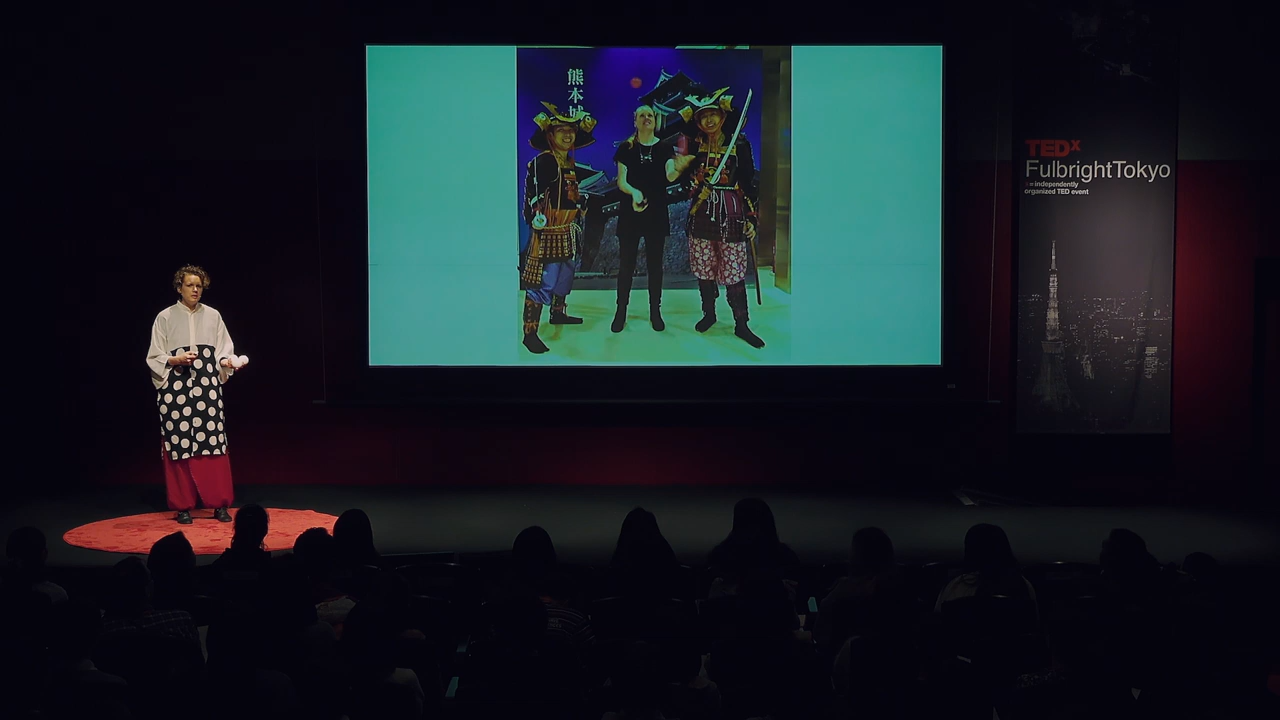 熊本城
TEDx
FulbrightTokyo
x = independently
organized TED event